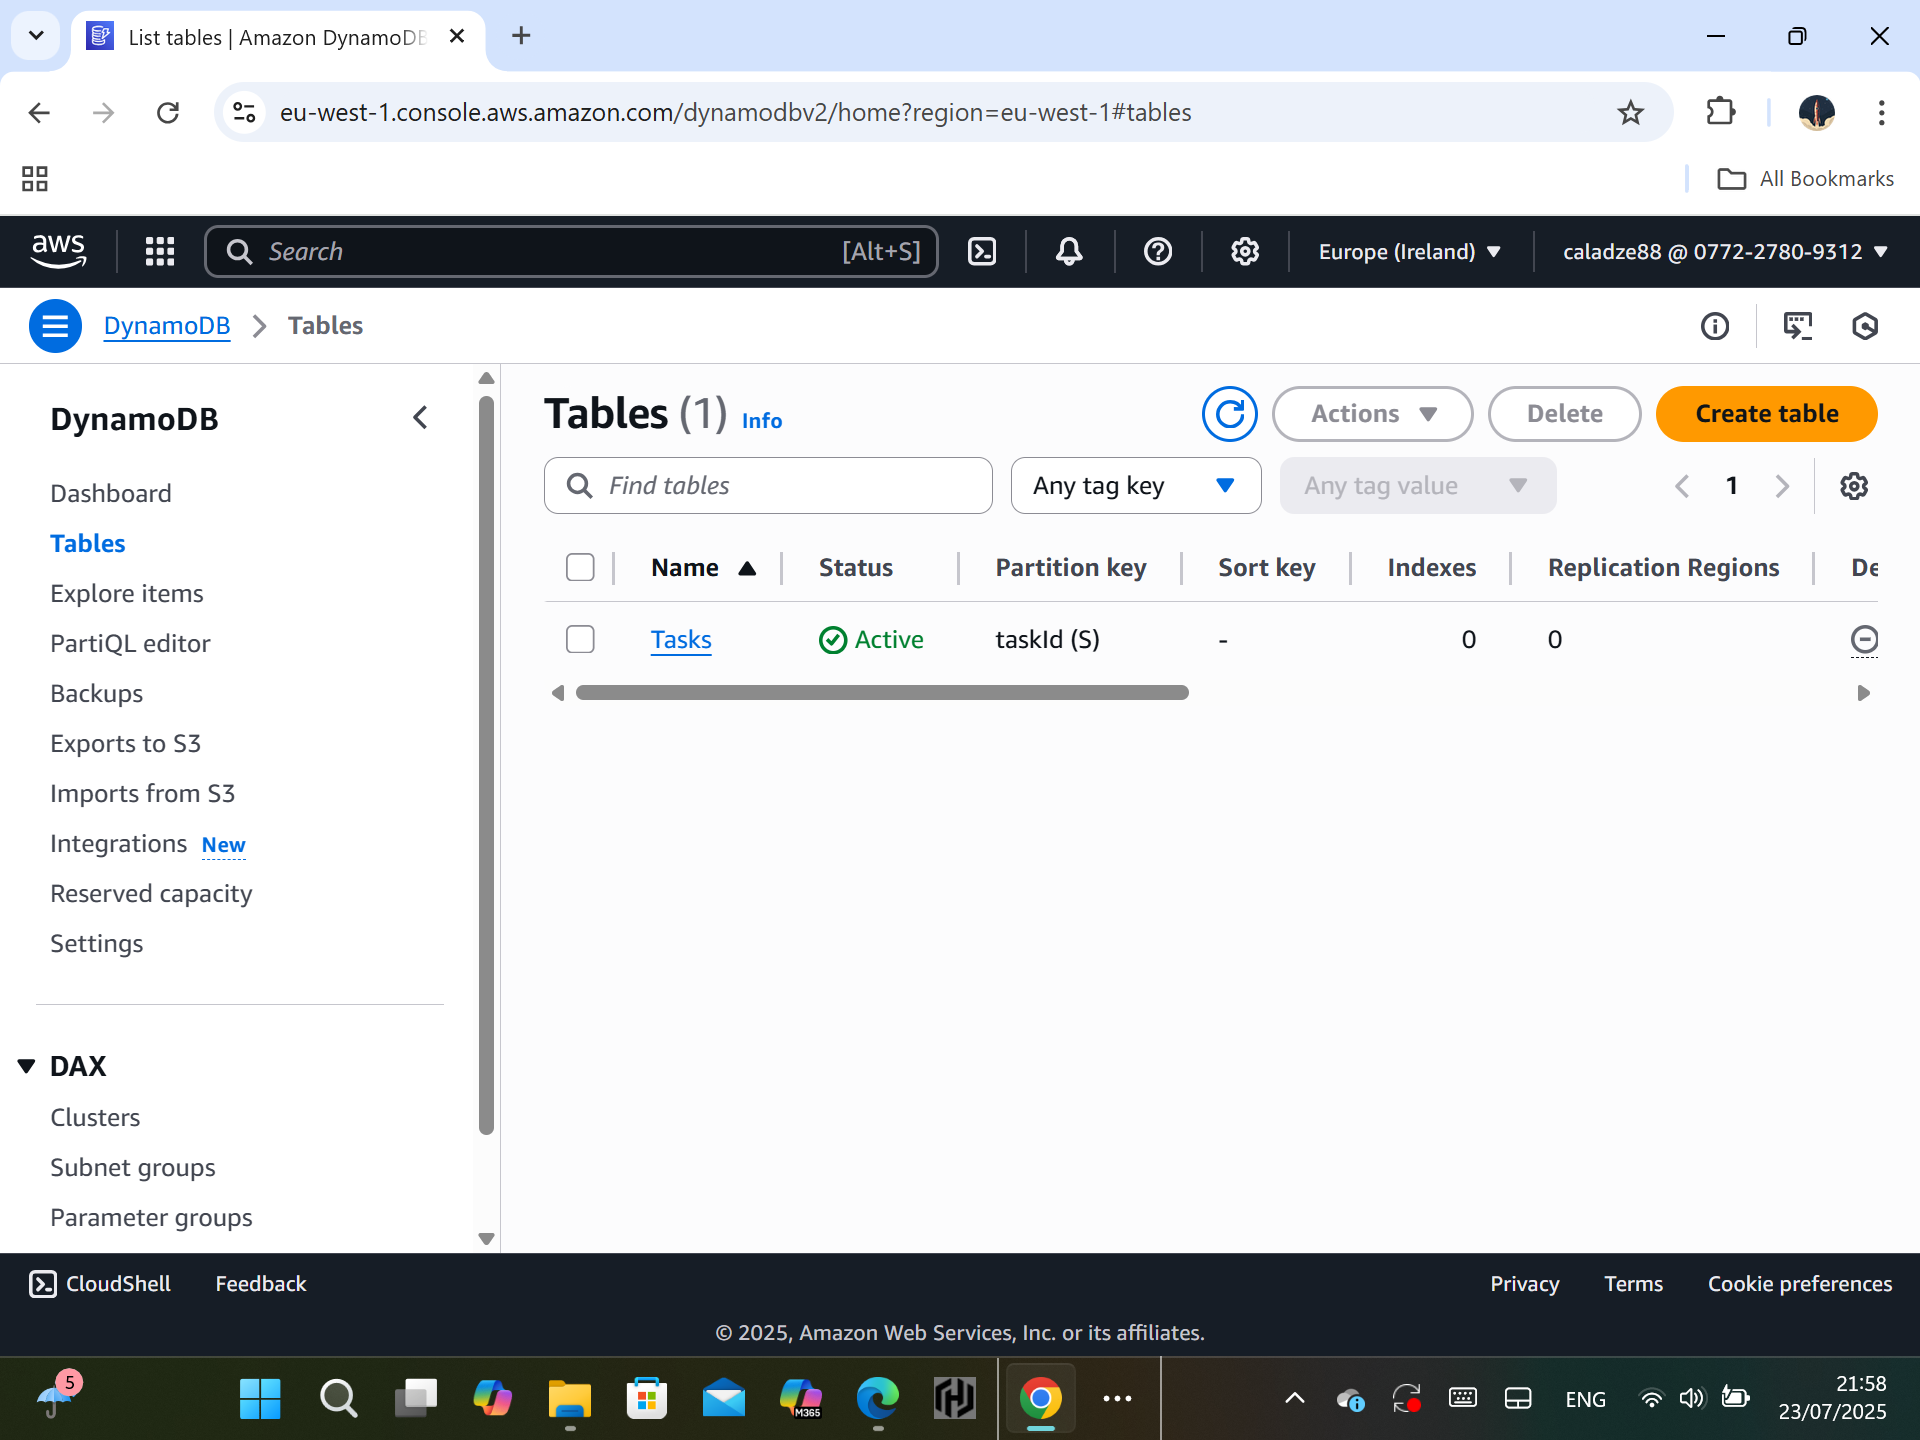 List tables | Amazon DynamoDB
eu-west-1.console.aws.amazon.com/dynamodbv2/home?region=eu-west-1#tables
All Bookmarks
aws
Search
[Alt+S]
Europe (Ireland)
caladze88 @ 0772-2780-9312
DynamoDB
Tables
DynamoDB
Dashboard
Tables
Explore items
PartiQL editor
Backups
Exports to S3
Imports from S3
Integrations New
Reserved capacity
Settings
DAX
Clusters
Subnet groups
Parameter groups
Tables (1) Info
Actions
Delete
Create table
Find tables
Any tag key
Any tag value
1
Name Status Partition key Sort key Indexes Replication Regions De
Tasks Active taskId (S) - 0 0
CloudShell Feedback
Privacy Terms Cookie preferences
© 2025, Amazon Web Services, Inc. or its affiliates.
5
M365
ENG
21:58
23/07/2025